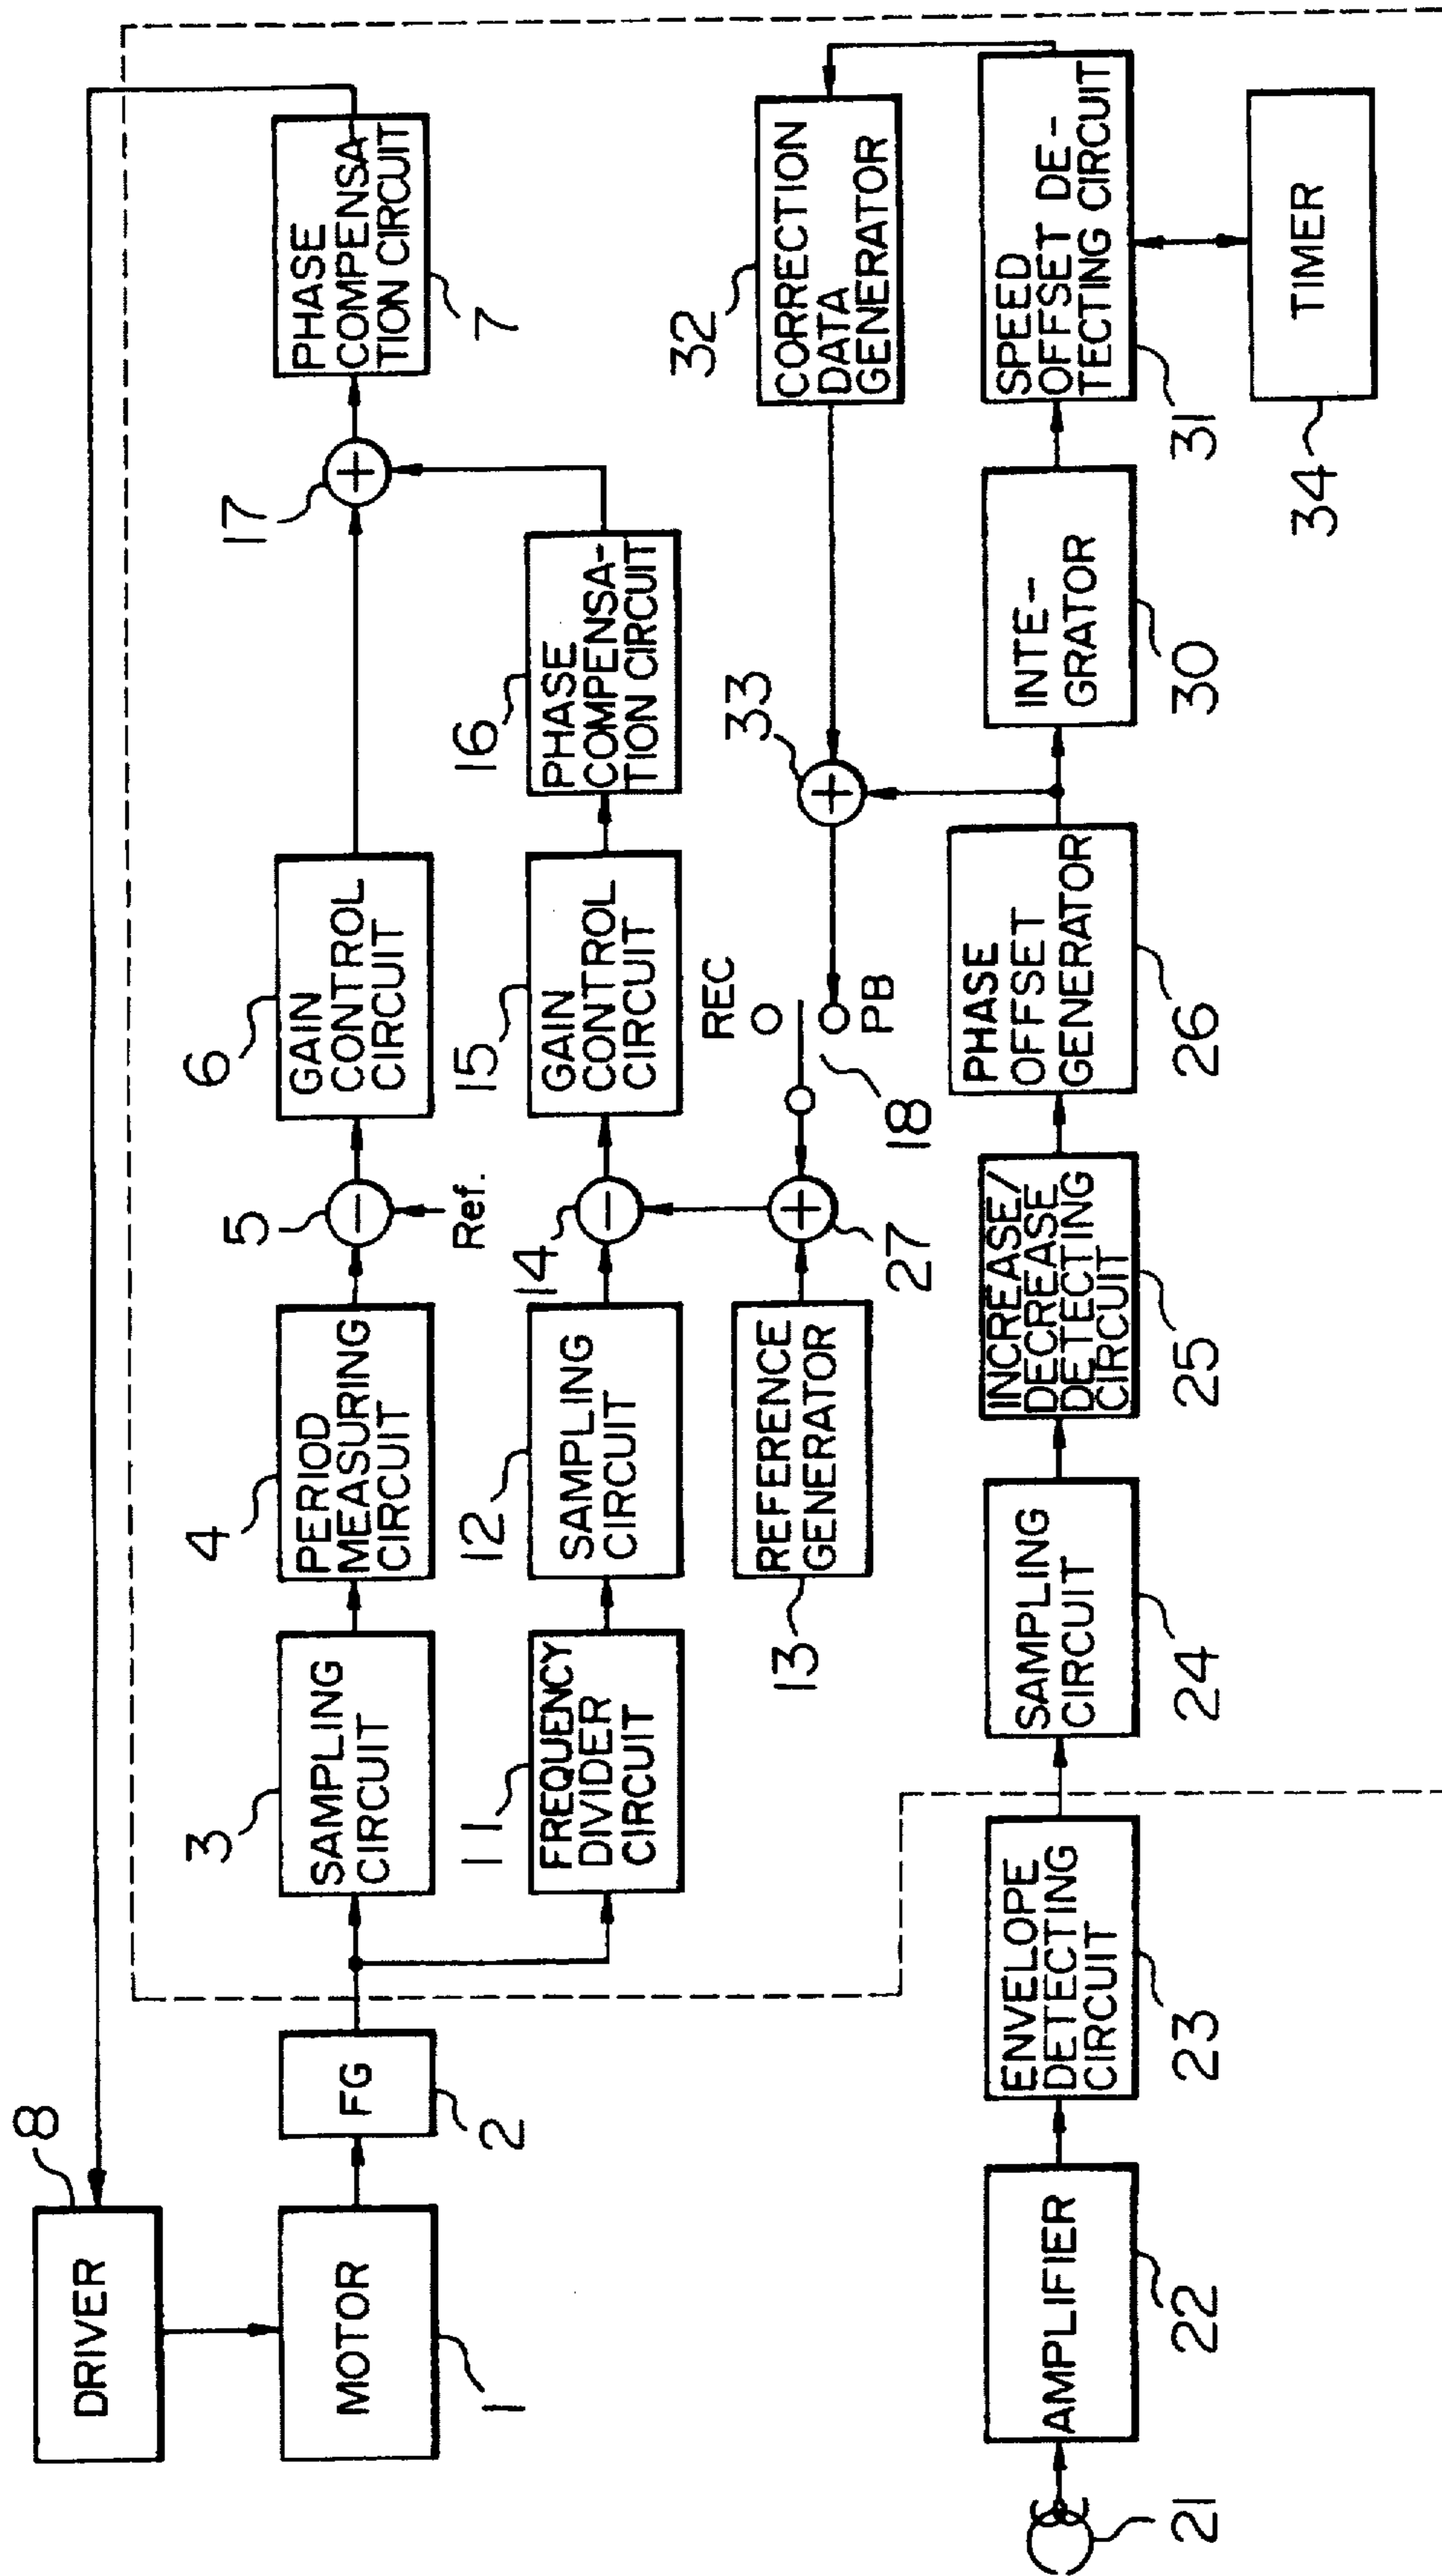 8
DRIVER
MOTOR
1
FG
2
3
SAMPLING
CIRCUIT
4
PERIOD
MEASURING
CIRCUIT
5
Ref.
6
GAIN
CONTROL
CIRCUIT
17
PHASE
COMPENSA-
TION CIRCUIT
7
11
FREQUENCY
DIVIDER
CIRCUIT
12
SAMPLING
CIRCUIT
14
15
GAIN
CONTROL
CIRCUIT
16
PHASE
COMPENSA-
TION CIRCUIT
REFERENCE
GENERATOR
13
27
18
REC
PB
33
32
CORRECTION
DATA
GENERATOR
21
AMPLIFIER
22
ENVELOPE
DETECTING
CIRCUIT
23
SAMPLING
CIRCUIT
24
INCREASE/
DECREASE
DETECTING
CIRCUIT
25
PHASE
OFFSET
GENERATOR
26
INTE-
GRATOR
30
SPEED
OFFSET DE-
TECTING CIRCUIT
31
TIMER
34